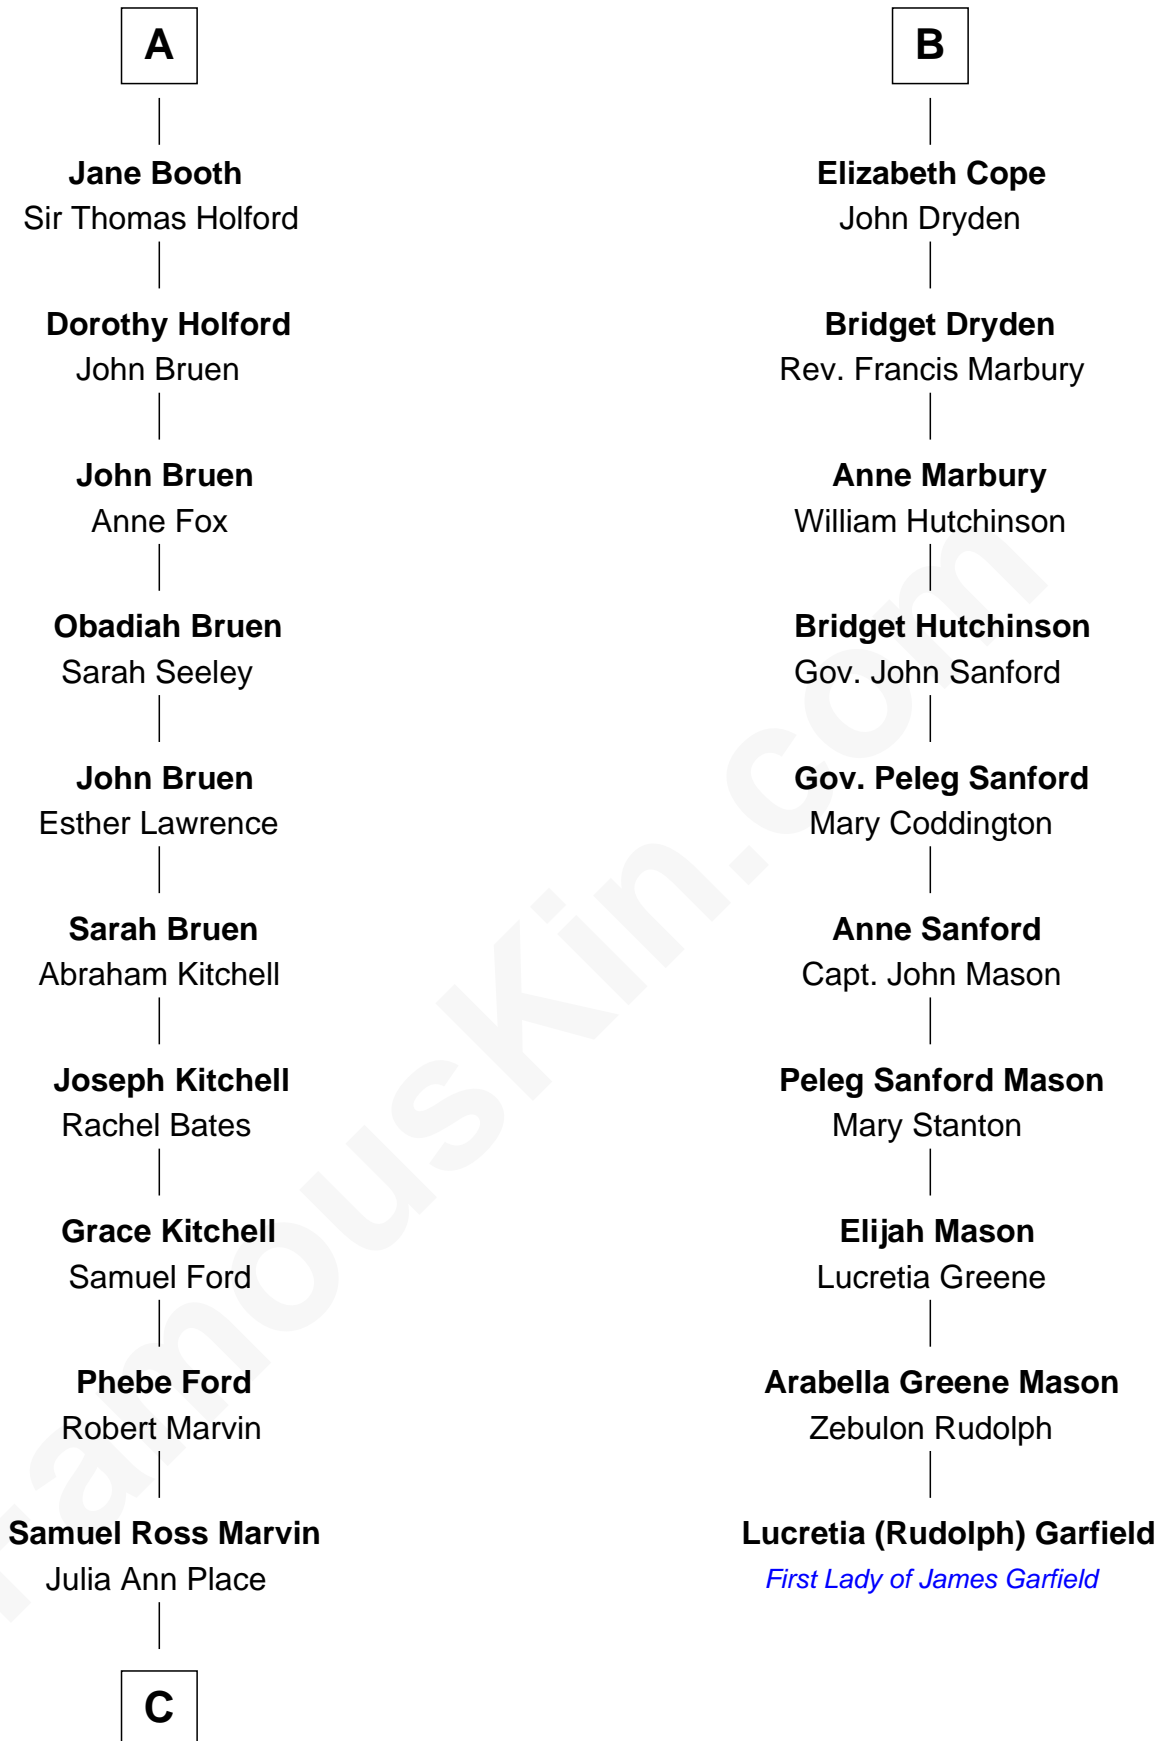 A
Jane Booth
Sir Thomas Holford
Dorothy Holford
John Bruen
John Bruen
Anne Fox
Obadiah Bruen
Sarah Seeley
John Bruen
Esther Lawrence
Sarah Bruen
Abraham Kitchell
Joseph Kitchell
Rachel Bates
Grace Kitchell
Samuel Ford
Phebe Ford
Robert Marvin
Samuel Ross Marvin
Julia Ann Place
C
B
Elizabeth Cope
John Dryden
Bridget Dryden
Rev. Francis Marbury
Anne Marbury
William Hutchinson
Bridget Hutchinson
Gov. John Sanford
Gov. Peleg Sanford
Mary Coddington
Anne Sanford
Capt. John Mason
Peleg Sanford Mason
Mary Stanton
Elijah Mason
Lucretia Greene
Arabella Greene Mason
Zebulon Rudolph
Lucretia (Rudolph) Garfield
First Lady of James Garfield
FamousKin.com